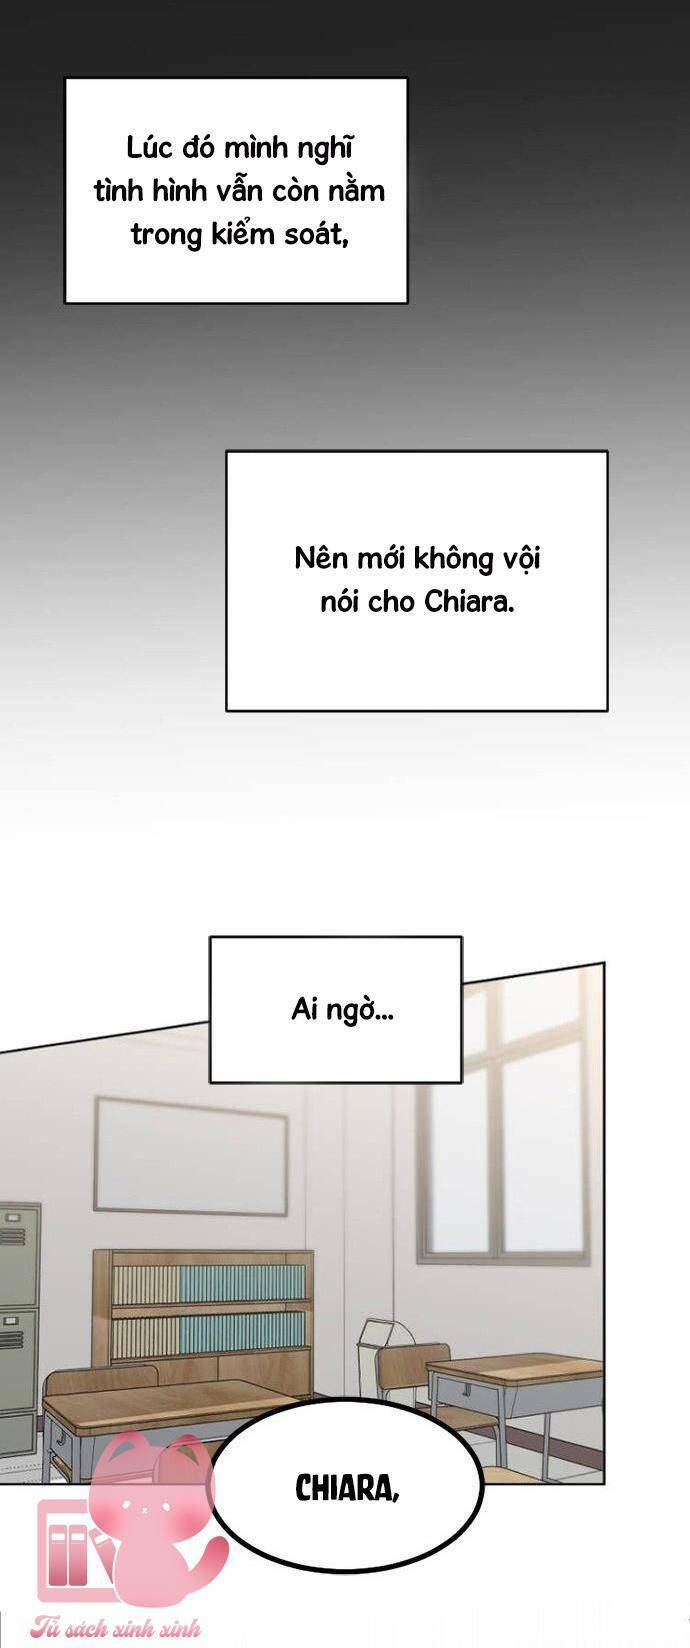 Lúc đó mình nghĩ
tình hình vẫn còn nằm
trong kiểm soát,
Nên mới không vội
nói cho Chiara.
Ai ngờ...
CHIARA,
Tủ sách xinh xinh